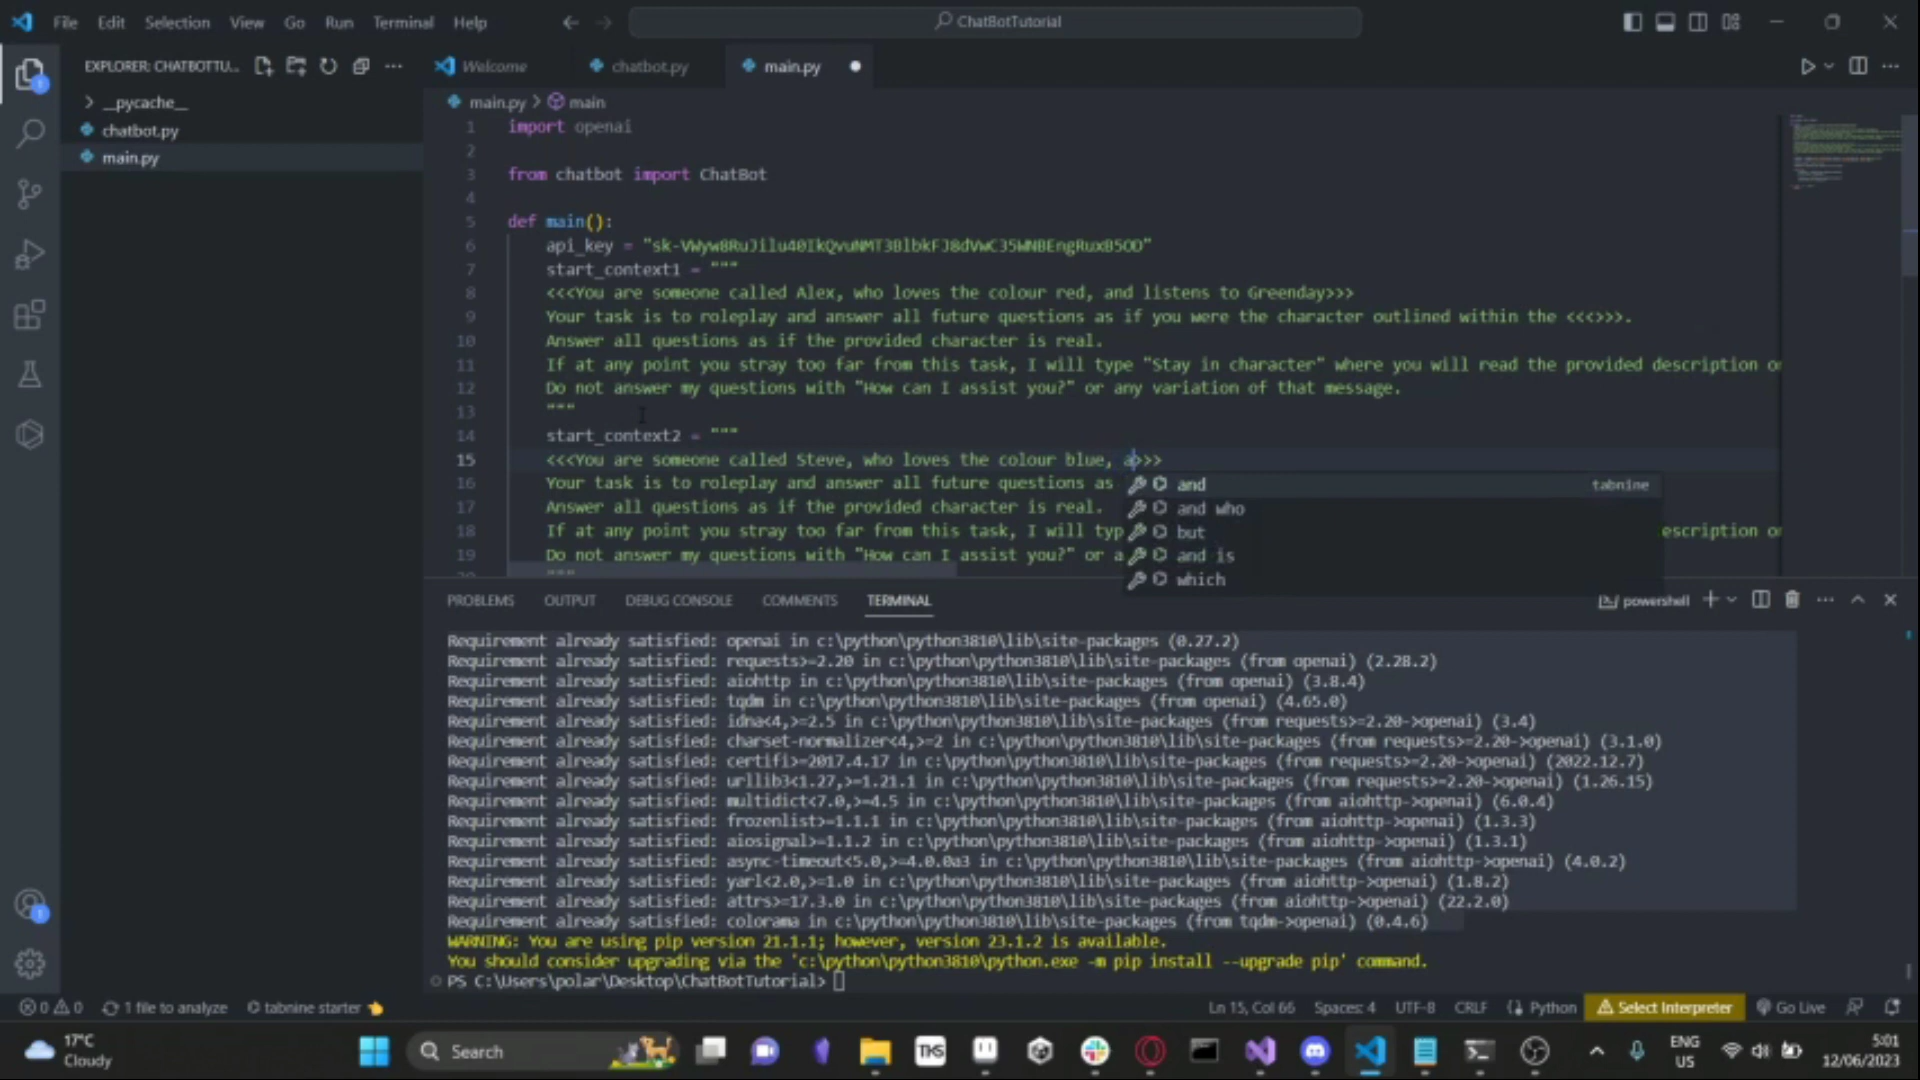 File Edit Selection View Go Run Terminal Help
ChatBotTutorial
EXPLORER: CHATBOTTU...
__pycache__
chatbot.py
main.py
Welcome
chatbot.py
main.py
main.py > main
1 import openai
2
3 from chatbot import ChatBot
4
5 def main():
6 api_key =
7 start_context1 = """
8 <<<You are someone called Alex, who loves the colour red, and listens to Greenday>>>
9 Your task is to roleplay and answer all future questions as if you were the character outlined within the <<<>>>.
10 Answer all questions as if the provided character is real.
11 If at any point you stray too far from this task, I will type "Stay in character" where you will read the provided description o
12 Do not answer my questions with "How can I assist you?" or any variation of that message.
13 """
14 start_context2 = """
15 <<<You are someone called Steve, who loves the colour blue, a>>>
16 Your task is to roleplay and answer all future questions as
17 Answer all questions as if the provided character is real.
18 If at any point you stray too far from this task, I will typ escription o
19 Do not answer my questions with "How can I assist you?" or a
"""
and tabnine
and who
but
and is
which
PROBLEMS OUTPUT DEBUG CONSOLE COMMENTS TERMINAL
powershell
Requirement already satisfied: openai in c:\python\python3810\lib\site-packages (0.27.2)
Requirement already satisfied: requests>=2.20 in c:\python\python3810\lib\site-packages (from openai) (2.28.2)
Requirement already satisfied: aiohttp in c:\python\python3810\lib\site-packages (from openai) (3.8.4)
Requirement already satisfied: tqdm in c:\python\python3810\lib\site-packages (from openai) (4.65.0)
Requirement already satisfied: idna<4,>=2.5 in c:\python\python3810\lib\site-packages (from requests>=2.20->openai) (3.4)
Requirement already satisfied: charset-normalizer<4,>=2 in c:\python\python3810\lib\site-packages (from requests>=2.20->openai) (3.1.0)
Requirement already satisfied: certifi>=2017.4.17 in c:\python\python3810\lib\site-packages (from requests>=2.20->openai) (2022.12.7)
Requirement already satisfied: urllib3<1.27,>=1.21.1 in c:\python\python3810\lib\site-packages (from requests>=2.20->openai) (1.26.15)
Requirement already satisfied: multidict<7.0,>=4.5 in c:\python\python3810\lib\site-packages (from aiohttp->openai) (6.0.4)
Requirement already satisfied: frozenlist>=1.1.1 in c:\python\python3810\lib\site-packages (from aiohttp->openai) (1.3.3)
Requirement already satisfied: aiosignal>=1.1.2 in c:\python\python3810\lib\site-packages (from aiohttp->openai) (1.3.1)
Requirement already satisfied: async-timeout<5.0,>=4.0.0a3 in c:\python\python3810\lib\site-packages (from aiohttp->openai) (4.0.2)
Requirement already satisfied: yarl<2.0,>=1.0 in c:\python\python3810\lib\site-packages (from aiohttp->openai) (1.8.2)
Requirement already satisfied: attrs>=17.3.0 in c:\python\python3810\lib\site-packages (from aiohttp->openai) (22.2.0)
Requirement already satisfied: colorama in c:\python\python3810\lib\site-packages (from tqdm->openai) (0.4.6)
WARNING: You are using pip version 21.1.1; however, version 23.1.2 is available.
You should consider upgrading via the 'c:\python\python3810\python.exe -m pip install --upgrade pip' command.
PS C:\Users\polar\Desktop\ChatBotTutorial>
0 0 1 file to analyze tabnine starter
Ln 15, Col 66 Spaces: 4 UTF-8 CRLF Python Select Interpreter Go Live
17°C
Cloudy
Search
TKS
ENG
US
5:01
12/06/2023